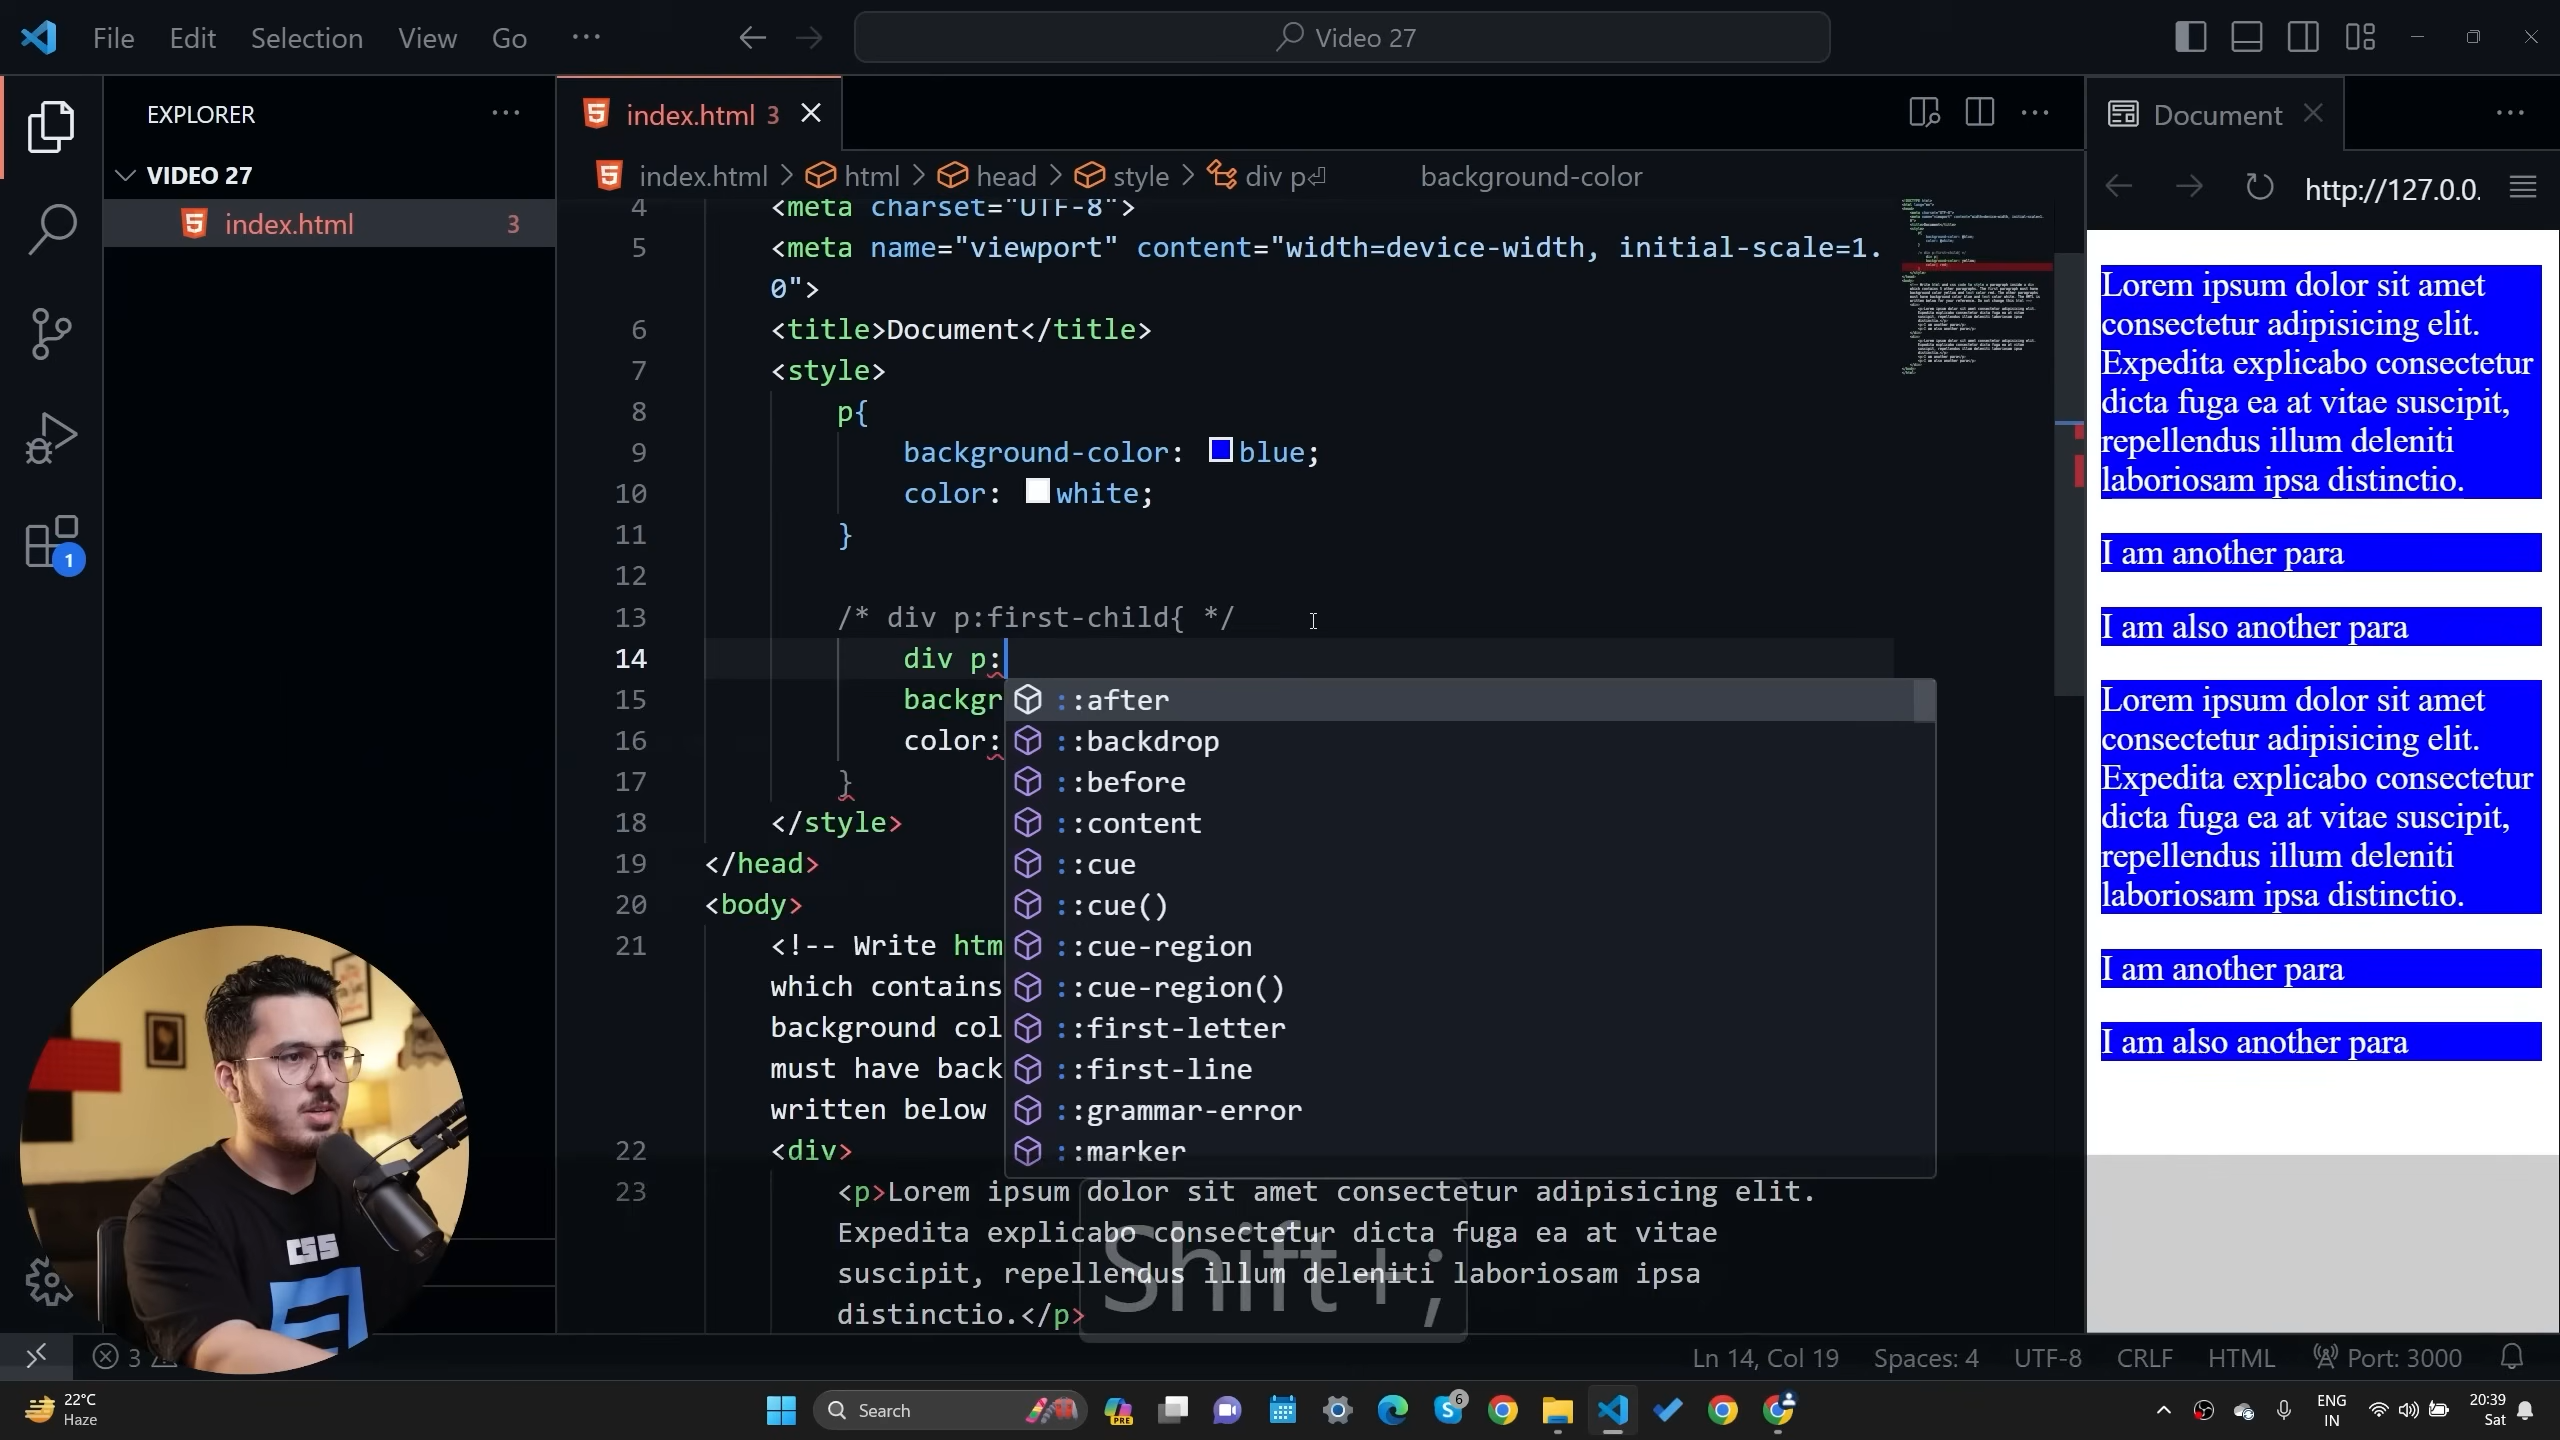 File Edit Selection View Go ···
Video 27
EXPLORER
VIDEO 27
index.html 3
index.html 3
index.html > html > head > style > div p⏎ background-color
4 <meta charset="UTF-8">
5 <meta name="viewport" content="width=device-width, initial-scale=1.
0">
6 <title>Document</title>
7 <style>
8 p{
9 background-color: blue;
10 color: white;
11 }
12
13 /* div p:first-child{ */
14 div p:
15 backgr
16 color:
17 }
18 </style>
19 </head>
20 <body>
21 <!-- Write htm
which contains
background col
must have back
written below
22 <div>
23 <p>Lorem ipsum dolor sit amet consectetur adipisicing elit.
Expedita explicabo consectetur dicta fuga ea at vitae
suscipit, repellendus illum deleniti laboriosam ipsa
distinctio.</p>
::after
::backdrop
::before
::content
::cue
::cue()
::cue-region
::cue-region()
::first-letter
::first-line
::grammar-error
::marker
Shift+;
Document
http://127.0.0.
Lorem ipsum dolor sit amet
consectetur adipisicing elit.
Expedita explicabo consectetur
dicta fuga ea at vitae suscipit,
repellendus illum deleniti
laboriosam ipsa distinctio.
I am another para
I am also another para
Lorem ipsum dolor sit amet
consectetur adipisicing elit.
Expedita explicabo consectetur
dicta fuga ea at vitae suscipit,
repellendus illum deleniti
laboriosam ipsa distinctio.
I am another para
I am also another para
1
CSS
3
Ln 14, Col 19 Spaces: 4 UTF-8 CRLF HTML Port: 3000
22°C
Haze
Search
PRE
6
ENG
IN
20:39
Sat